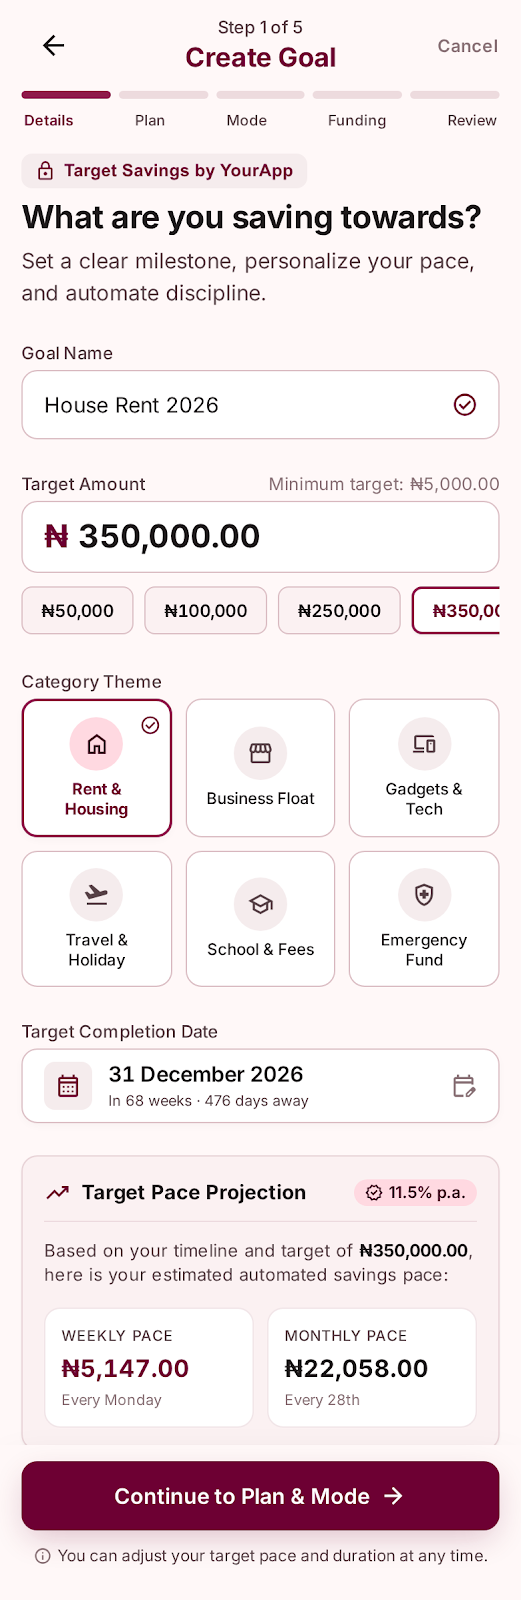 Step 1 of 5
Create Goal
Cancel
Details
Plan
Mode
Funding
Review
Target Savings by YourApp
What are you saving towards?
Set a clear milestone, personalize your pace,
and automate discipline.
Goal Name
House Rent 2026
Target Amount
Minimum target: ₦5,000.00
₦ 350,000.00
₦50,000
₦100,000
₦250,000
₦350,00
Category Theme
Rent &
Housing
Business Float
Gadgets &
Tech
Travel &
Holiday
School & Fees
Emergency
Fund
Target Completion Date
31 December 2026
In 68 weeks · 476 days away
Target Pace Projection
11.5% p.a.
Based on your timeline and target of ₦350,000.00,
here is your estimated automated savings pace:
WEEKLY PACE
₦5,147.00
Every Monday
MONTHLY PACE
₦22,058.00
Every 28th
Continue to Plan & Mode
You can adjust your target pace and duration at any time.